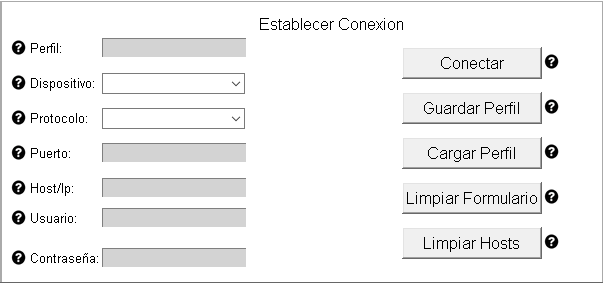 Establecer Conexion
? Perfil:
? Dispositivo:
? Protocolo:
? Puerto:
? Host/Ip:
? Usuario:
? Contraseña:
Conectar ?
Guardar Perfil ?
Cargar Perfil ?
Limpiar Formulario ?
Limpiar Hosts ?